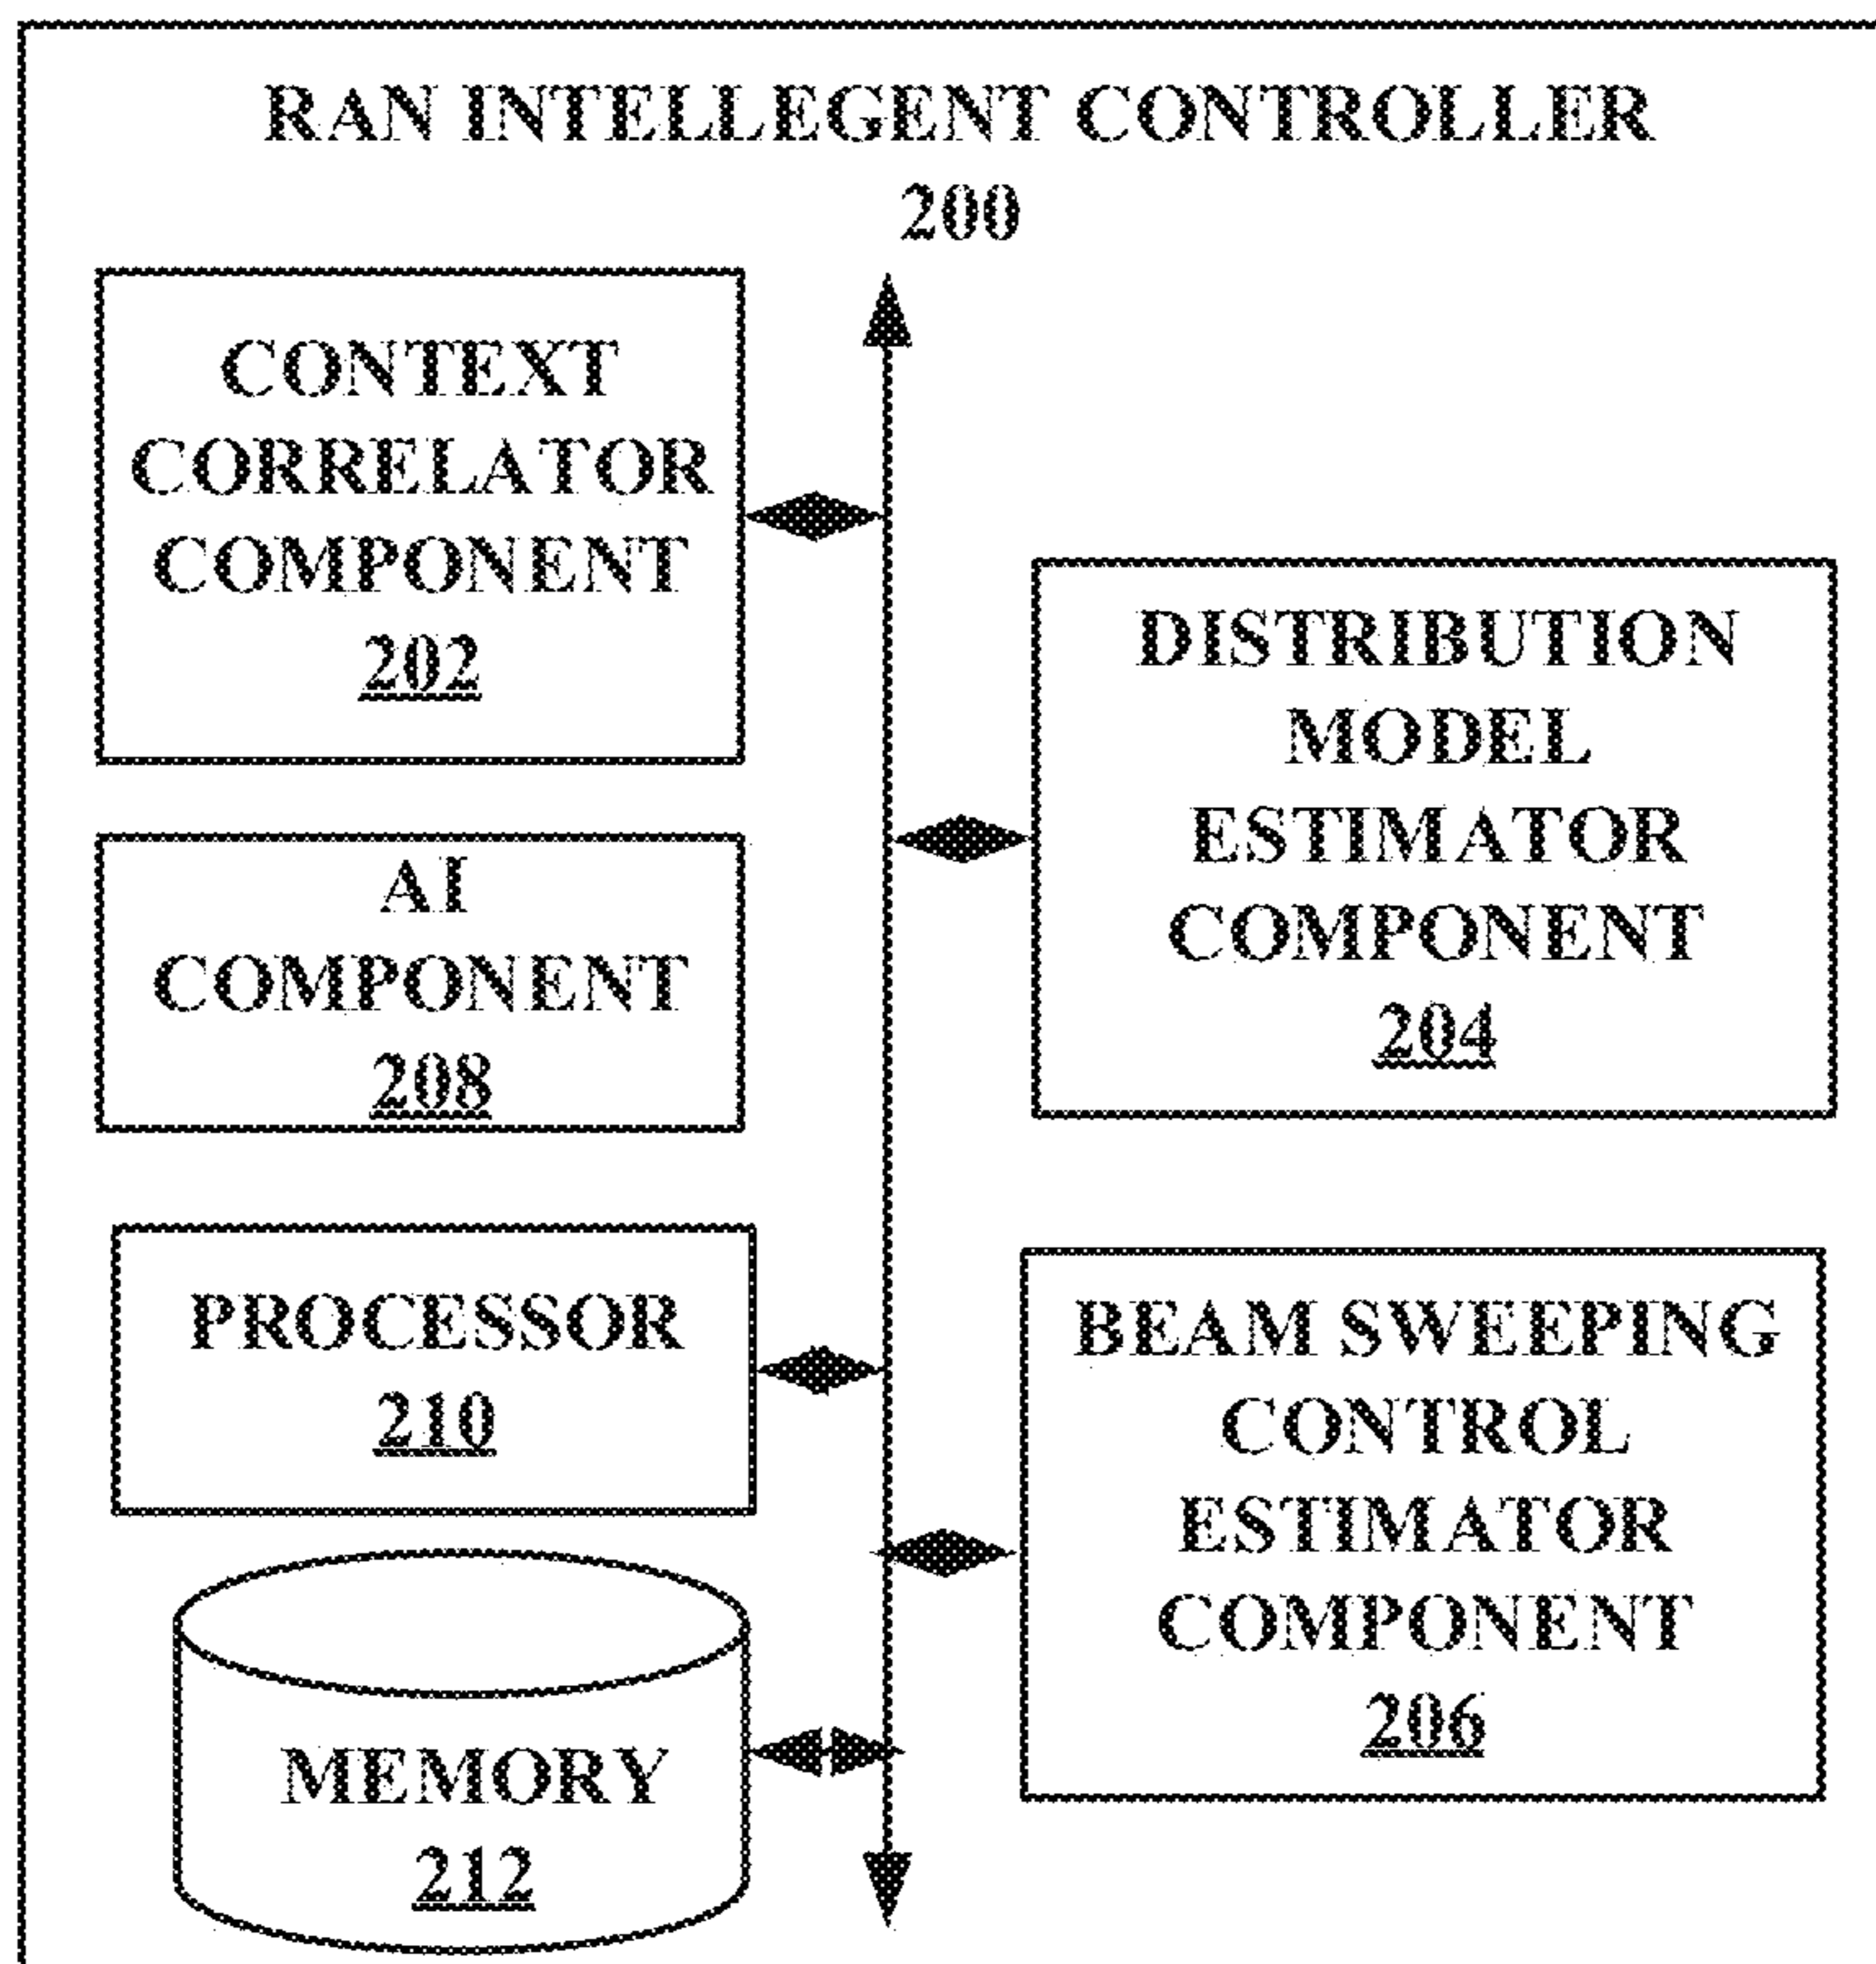 RAN INTELLEGENT CONTROLLER
200
CONTEXT
CORRELATOR
COMPONENT
202
DISTRIBUTION
MODEL
ESTIMATOR
COMPONENT
204
AI
COMPONENT
208
PROCESSOR
210
BEAM SWEEPING
CONTROL
ESTIMATOR
COMPONENT
206
MEMORY
212